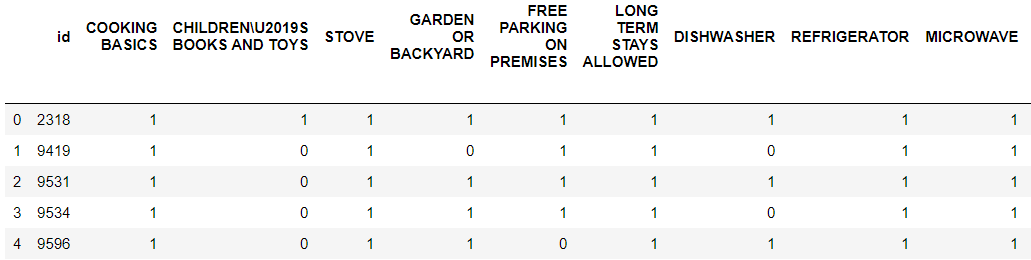 id COOKING BASICS CHILDREN\U2019S BOOKS AND TOYS STOVE GARDEN OR BACKYARD FREE PARKING ON PREMISES LONG TERM STAYS ALLOWED DISHWASHER REFRIGERATOR MICROWAVE
0 2318 1 1 1 1 1 1 1 1 1
1 9419 1 0 1 0 1 1 0 1 1
2 9531 1 0 1 1 1 1 1 1 1
3 9534 1 0 1 1 1 1 0 1 1
4 9596 1 0 1 1 0 1 1 1 1